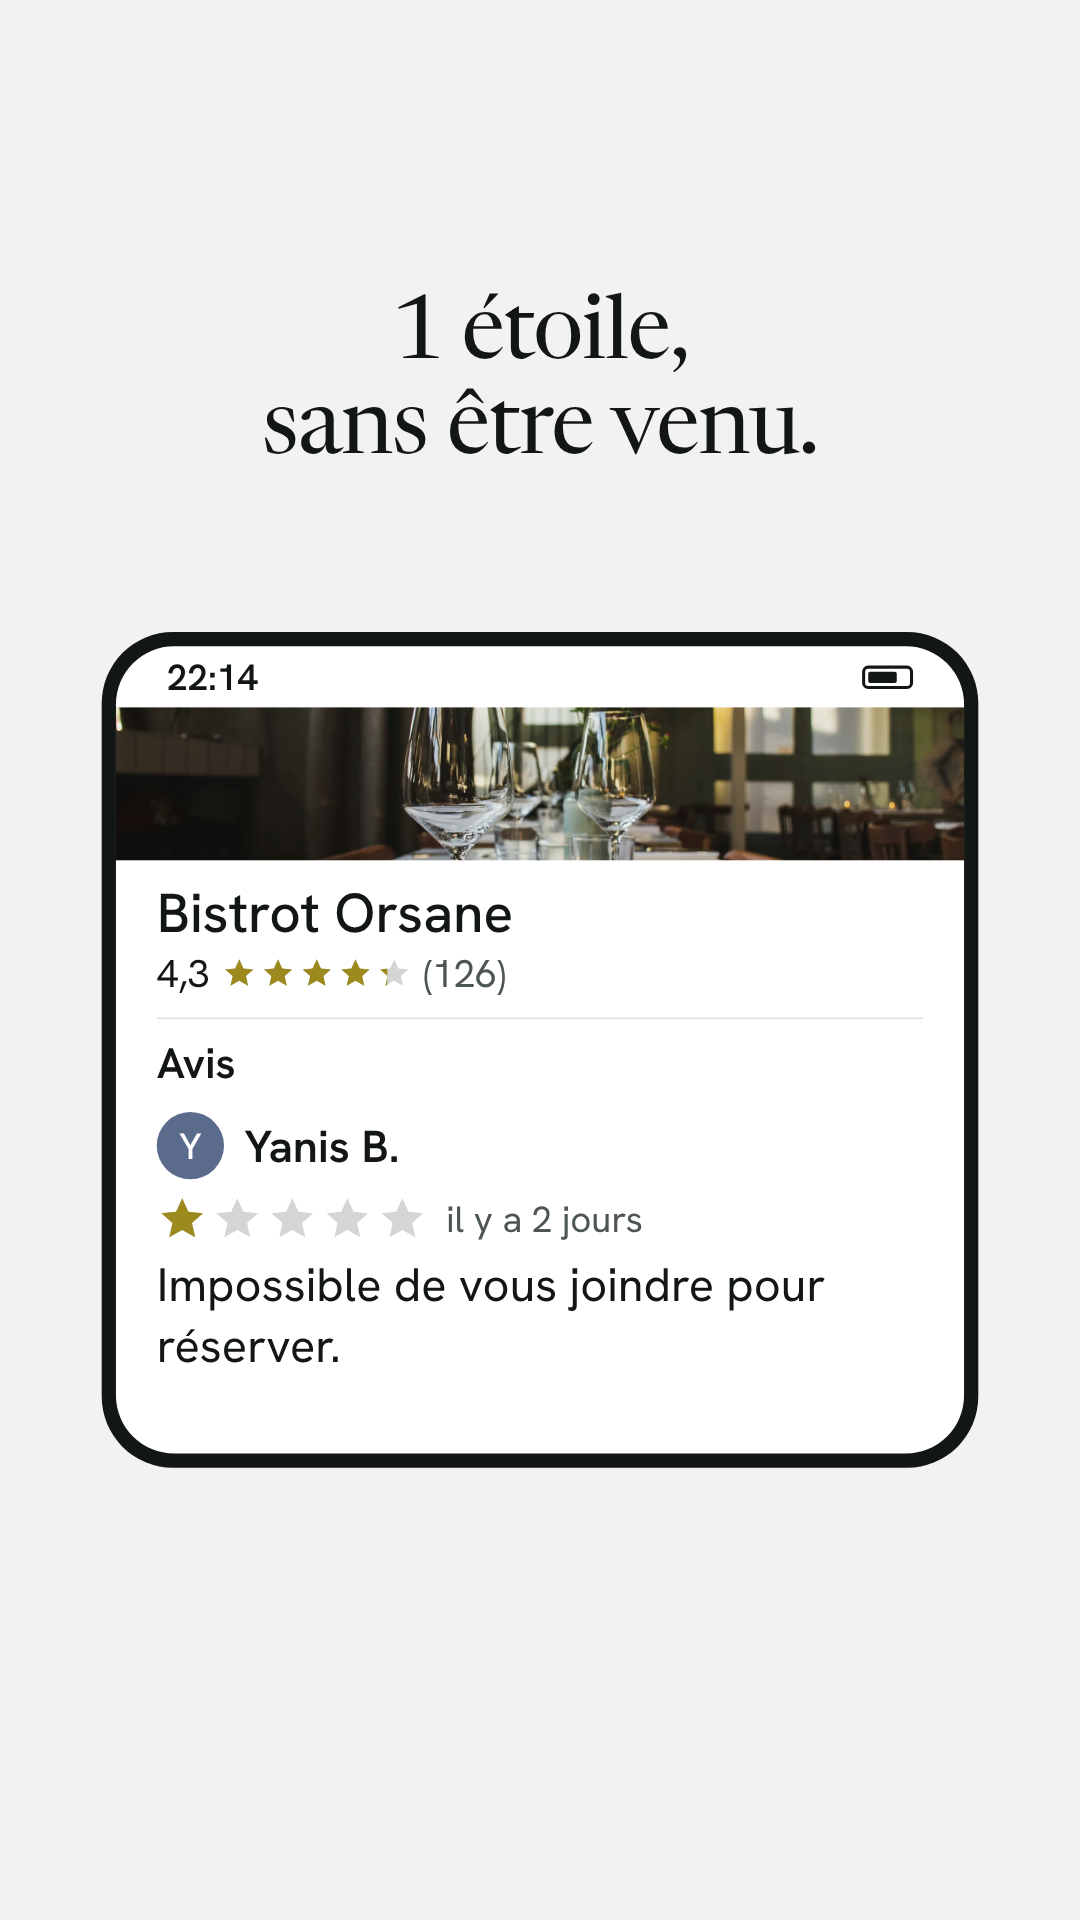 1 étoile,
sans être venu.
22:14
Bistrot Orsane
4,3 (126)
Avis
Y Yanis B.
il y a 2 jours
Impossible de vous joindre pour
réserver.